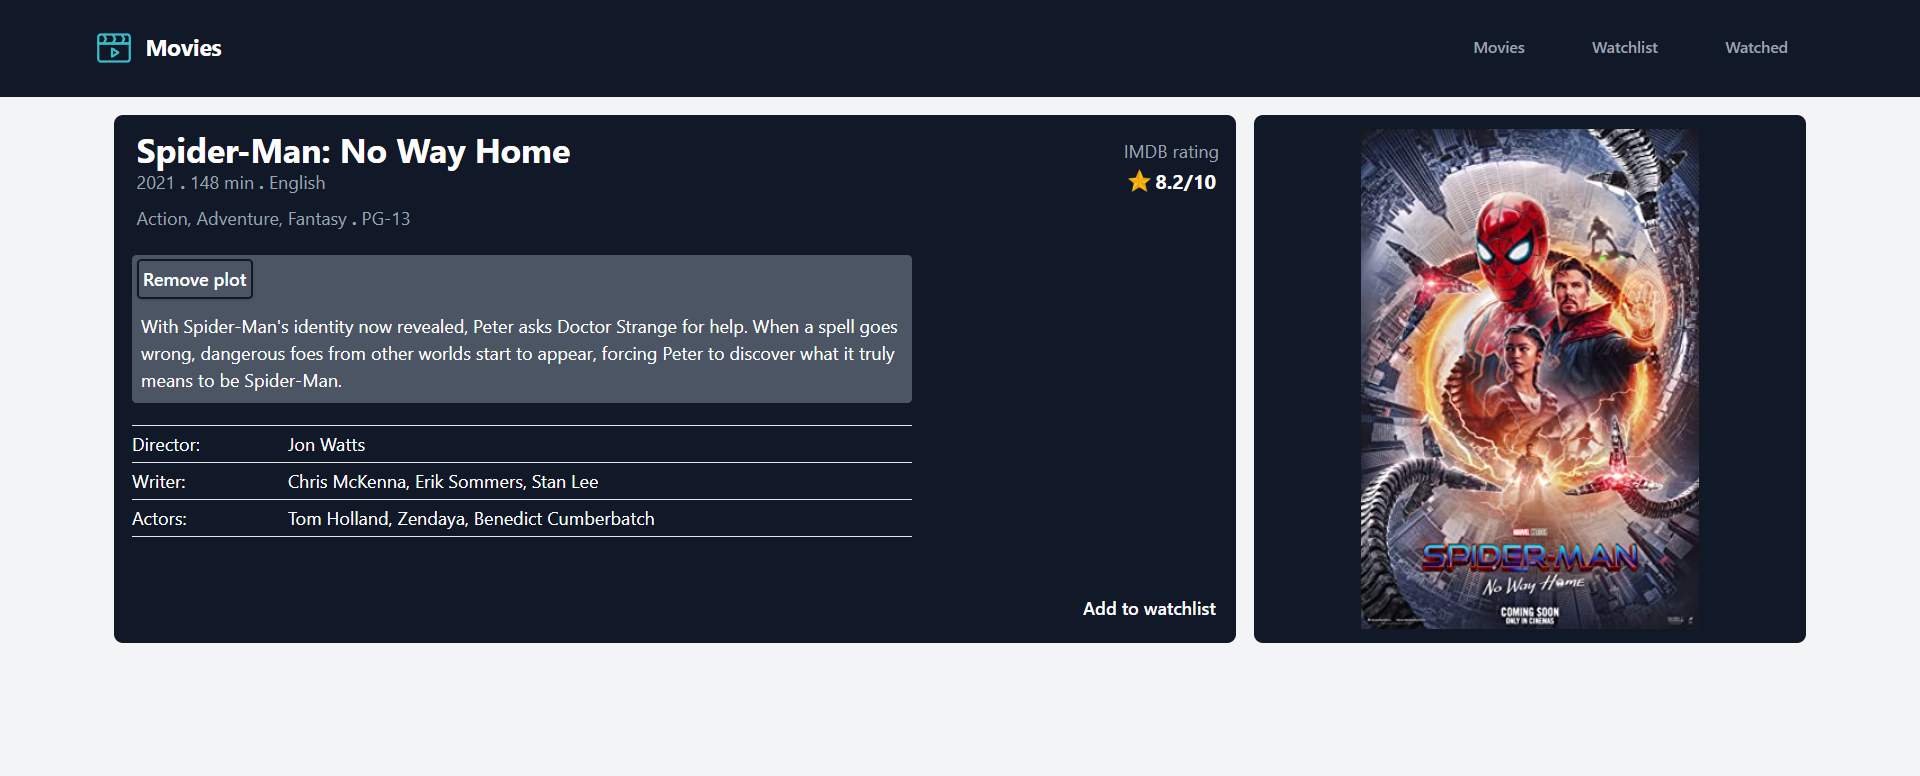 Movies
Movies
Watchlist
Watched
Spider-Man: No Way Home
2021 . 148 min . English
Action, Adventure, Fantasy . PG-13
IMDB rating
8.2/10
Remove plot
With Spider-Man's identity now revealed, Peter asks Doctor Strange for help. When a spell goes
wrong, dangerous foes from other worlds start to appear, forcing Peter to discover what it truly
means to be Spider-Man.
Director: Jon Watts
Writer: Chris McKenna, Erik Sommers, Stan Lee
Actors: Tom Holland, Zendaya, Benedict Cumberbatch
Add to watchlist
MARVEL STUDIOS
SPIDER-MAN
No Way Home
COMING SOON
ONLY IN CINEMAS